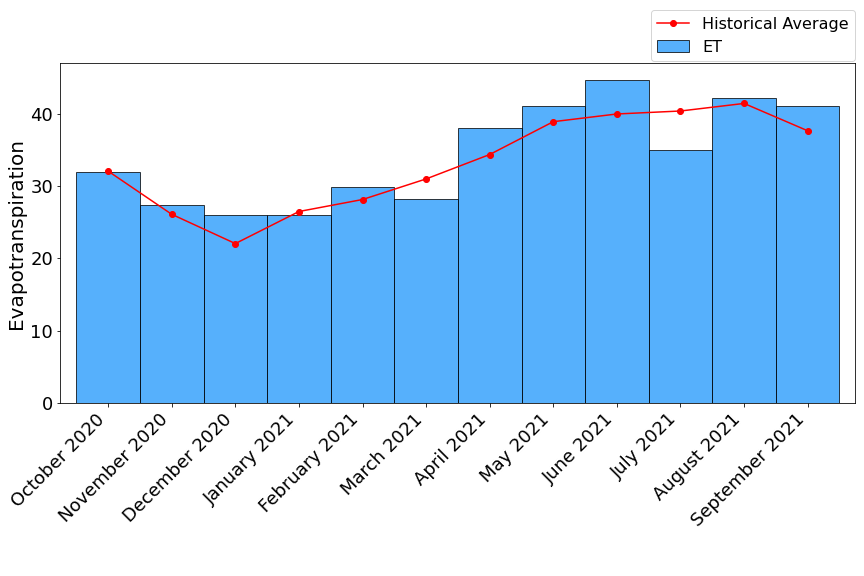 Historical Average
ET
Evapotranspiration
40
30
20
10
0
October 2020
November 2020
December 2020
January 2021
February 2021
March 2021
April 2021
May 2021
June 2021
July 2021
August 2021
September 2021